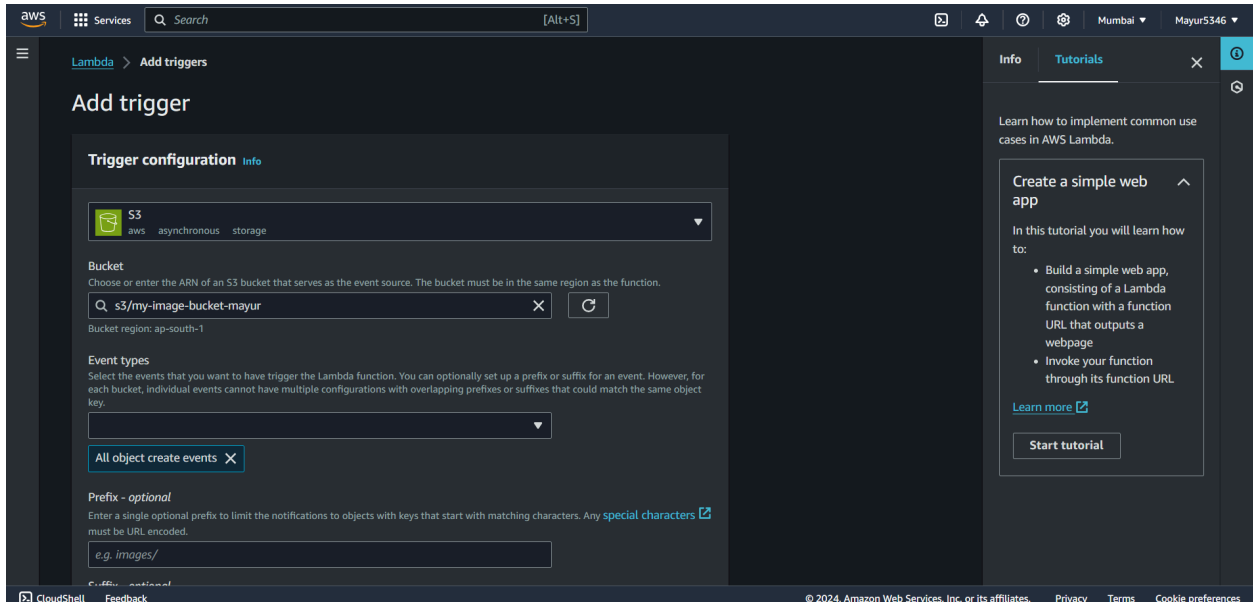 aws
Services
Search
[Alt+S]
Mumbai
Mayur5346
Lambda > Add triggers
Add trigger
Trigger configuration Info
S3
aws asynchronous storage
Bucket
Choose or enter the ARN of an S3 bucket that serves as the event source. The bucket must be in the same region as the function.
s3/my-image-bucket-mayur
Bucket region: ap-south-1
Event types
Select the events that you want to have trigger the Lambda function. You can optionally set up a prefix or suffix for an event. However, for
each bucket, individual events cannot have multiple configurations with overlapping prefixes or suffixes that could match the same object
key.
All object create events
Prefix - optional
Enter a single optional prefix to limit the notifications to objects with keys that start with matching characters. Any special characters
must be URL encoded.
e.g. images/
Suffix - optional
Info
Tutorials
Learn how to implement common use
cases in AWS Lambda.
Create a simple web
app
In this tutorial you will learn how
to:
• Build a simple web app,
consisting of a Lambda
function with a function
URL that outputs a
webpage
• Invoke your function
through its function URL
Learn more
Start tutorial
CloudShell
Feedback
© 2024, Amazon Web Services, Inc. or its affiliates.
Privacy
Terms
Cookie preferences